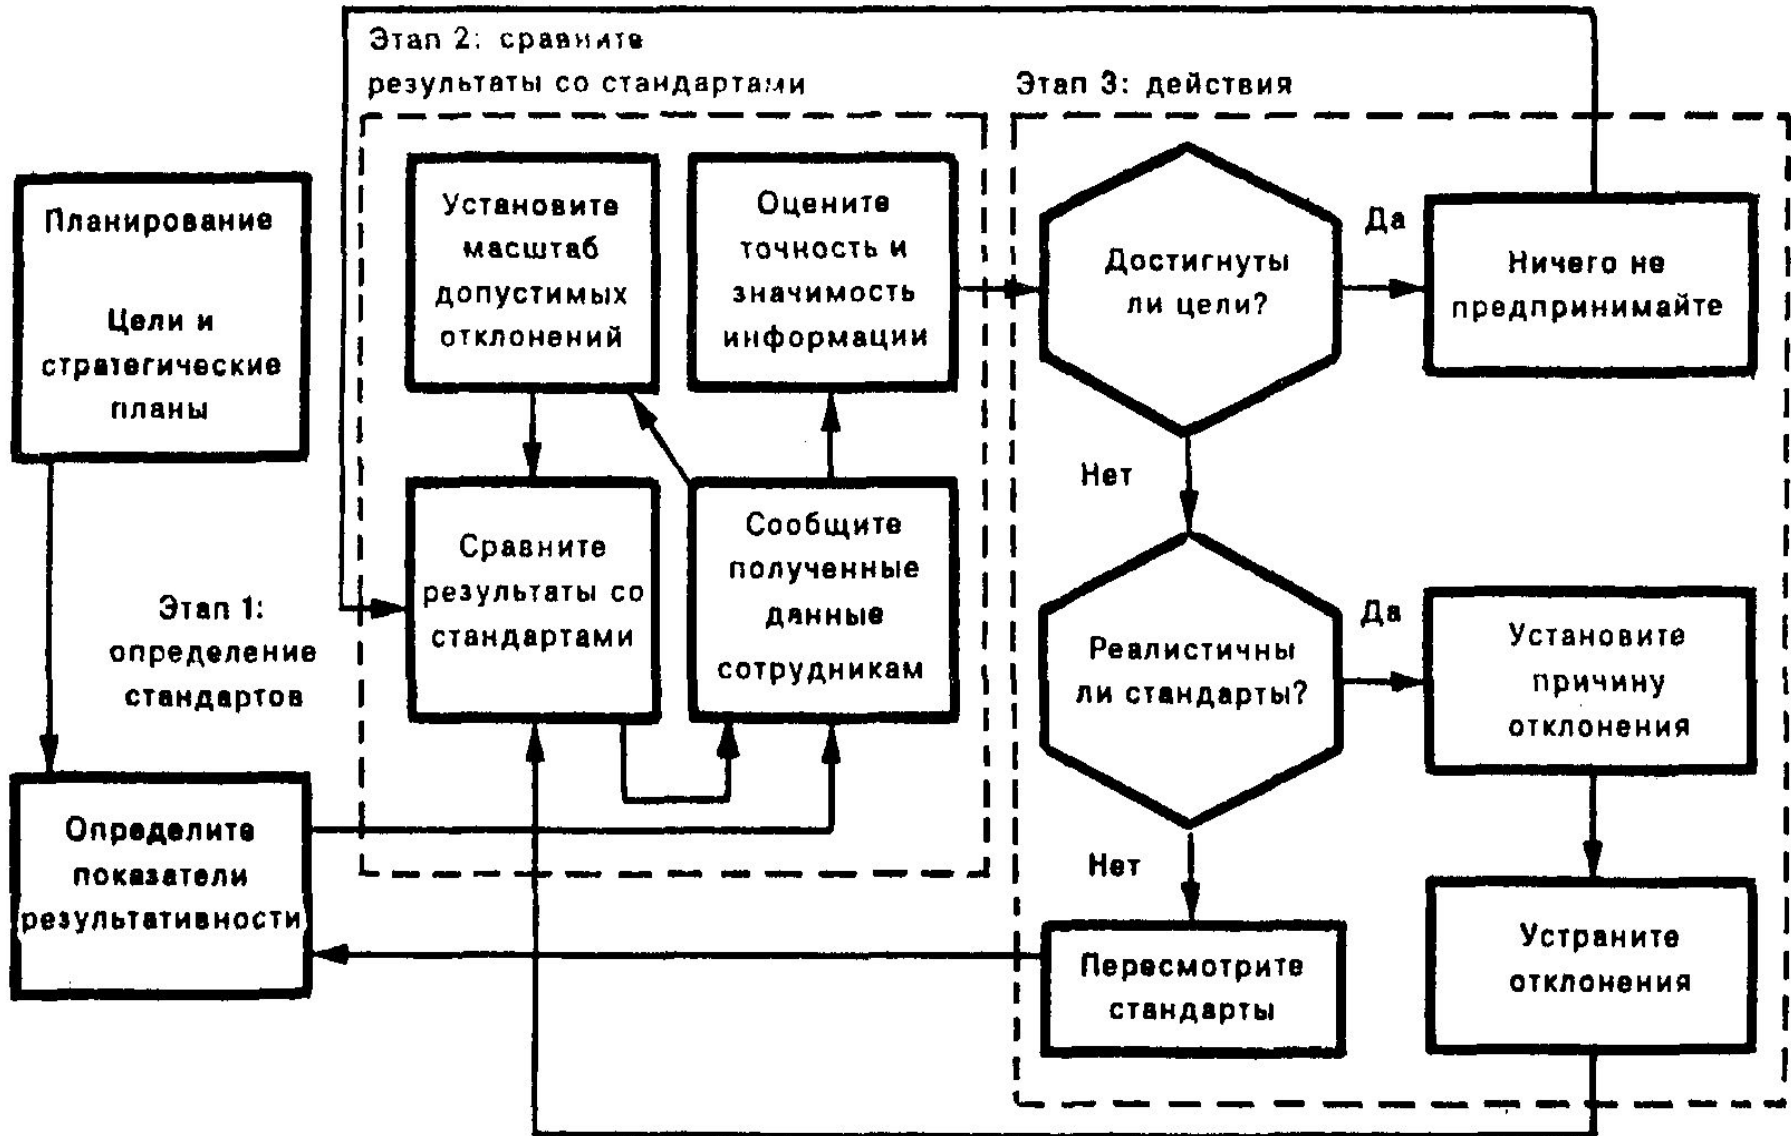 Этап 2: сравните
результаты со стандартами
Этап 3: действия
Планирование
Цели и
стратегические
планы
Установите
масштаб
допустимых
отклонений
Оцените
точность и
значимость
информации
Достигнуты
ли цели?
Да
Ничего не
предпринимайте
Нет
Сравните
результаты со
стандартами
Сообщите
полученные
данные
сотрудникам
Этап 1:
определение
стандартов
Реалистичны
ли стандарты?
Да
Установите
причину
отклонения
Нет
Определите
показатели
результативности
Пересмотрите
стандарты
Устраните
отклонения